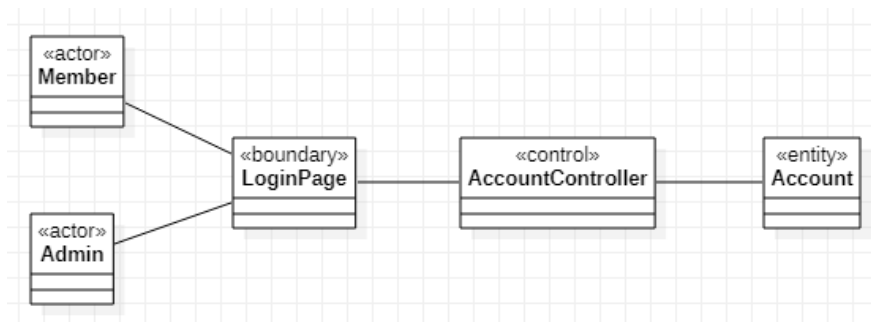 «actor»
Member
«boundary»
LoginPage
«control»
AccountController
«entity»
Account
«actor»
Admin